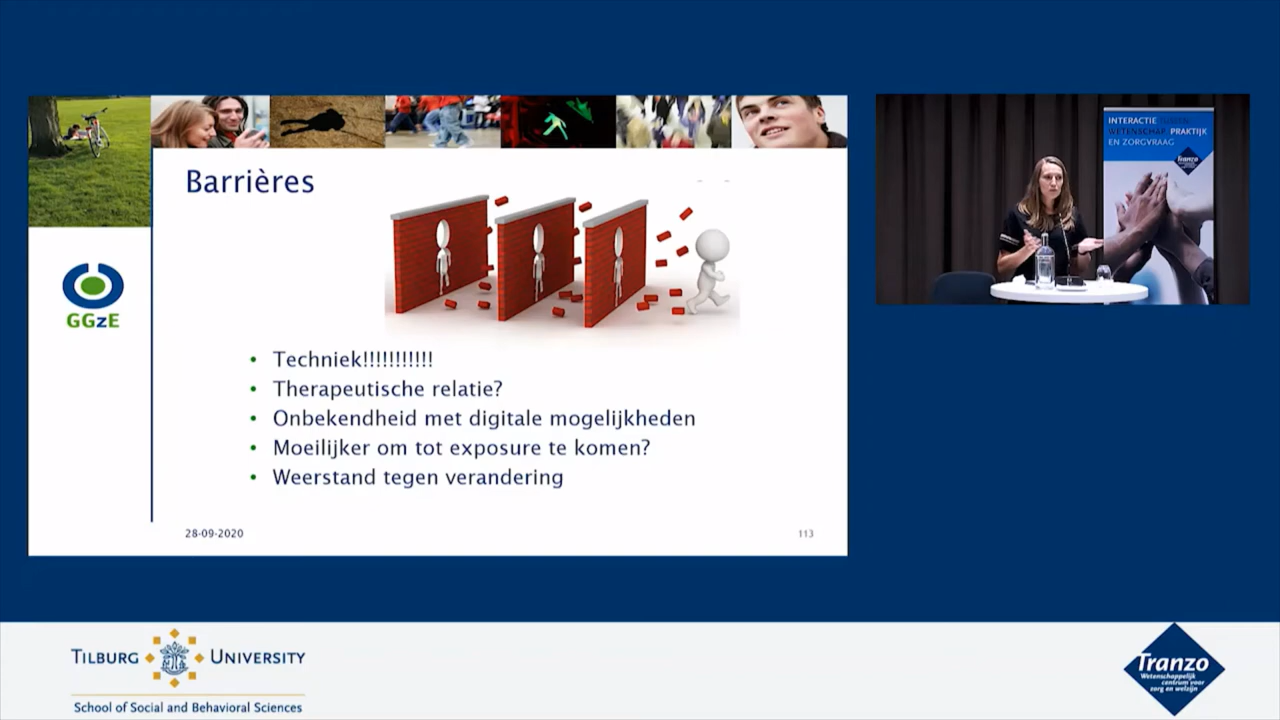 Barrières
GGzE
• Techniek!!!!!!!!!!!
• Therapeutische relatie?
• Onbekendheid met digitale mogelijkheden
• Moeilijker om tot exposure te komen?
• Weerstand tegen verandering
28-09-2020
113
INTERACTIE TUSSEN
WETENSCHAP, PRAKTIJK
EN ZORGVRAAG
Tranzo
TILBURG UNIVERSITY
School of Social and Behavioral Sciences
Tranzo
Wetenschappelijk
centrum voor
zorg en welzijn